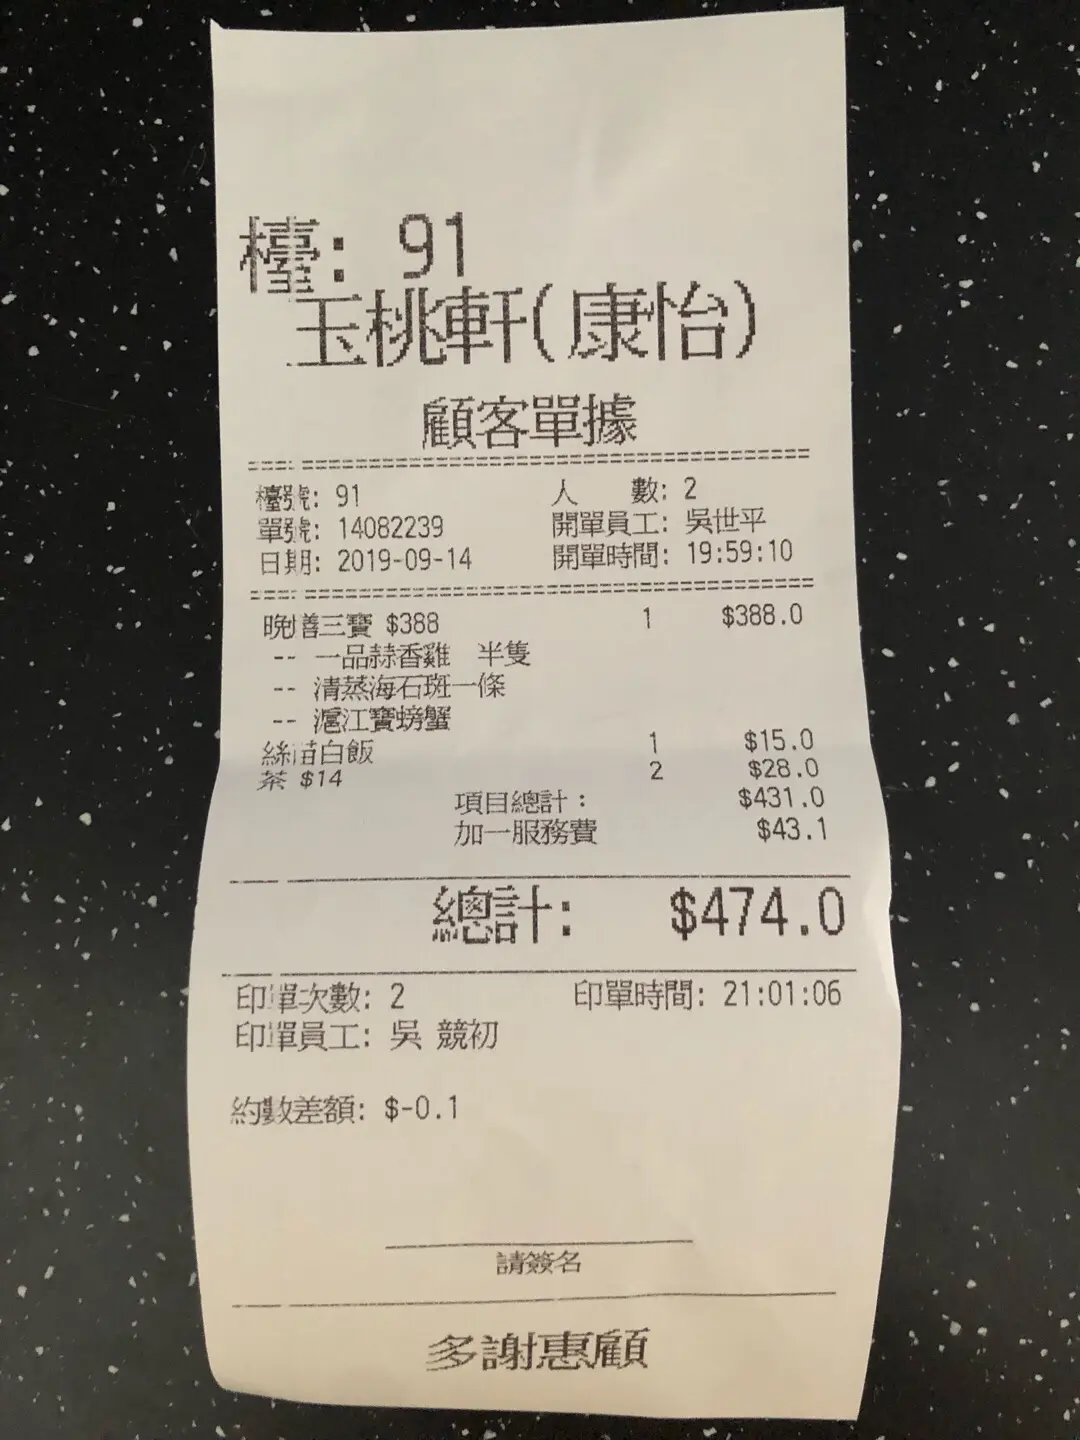 檯: 91
玉桃軒(康怡)
顧客單據
檯號: 91 人 數: 2
單號: 14082239 開單員工: 吳世平
日期: 2019-09-14 開單時間: 19:59:10
晚膳三寶 $388 1 $388.0
-- 一品蒜香雞 半隻
-- 清蒸海石斑一條
-- 滬江寶螃蟹
絲苗白飯 1 $15.0
茶 $14 2 $28.0
項目總計: $431.0
加一服務費 $43.1
總計: $474.0
印單次數: 2 印單時間: 21:01:06
印單員工: 吳 競初
約數差額: $-0.1
請簽名
多謝惠顧